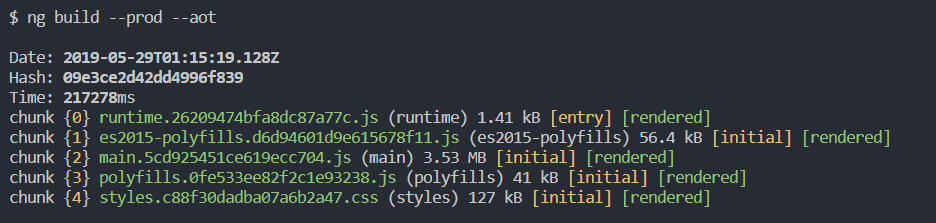 $ ng build --prod --aot
Date: 2019-05-29T01:15:19.128Z
Hash: 09e3ce2d42dd4996f839
Time: 217278ms
chunk {0} runtime.26209474bfa8dc87a77c.js (runtime) 1.41 kB [entry] [rendered]
chunk {1} es2015-polyfills.d6d94601d9e615678f11.js (es2015-polyfills) 56.4 kB [initial] [rendered]
chunk {2} main.5cd925451ce619ecc704.js (main) 3.53 MB [initial] [rendered]
chunk {3} polyfills.0fe533ee82f2c1e93238.js (polyfills) 41 kB [initial] [rendered]
chunk {4} styles.c88f30dadba07a6b2a47.css (styles) 127 kB [initial] [rendered]